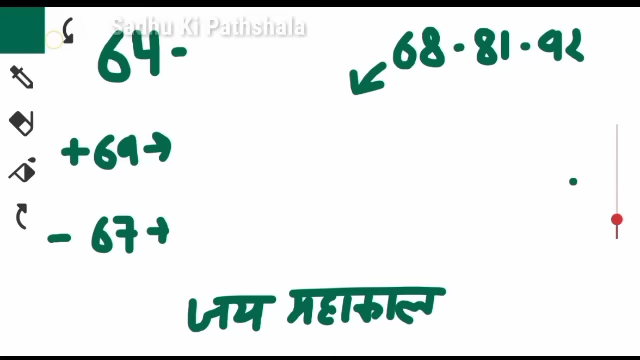 Sadhu Ki Pathshala
64 -
68 · 81 · 92
+69 →
- 67 →
जय महाकाल